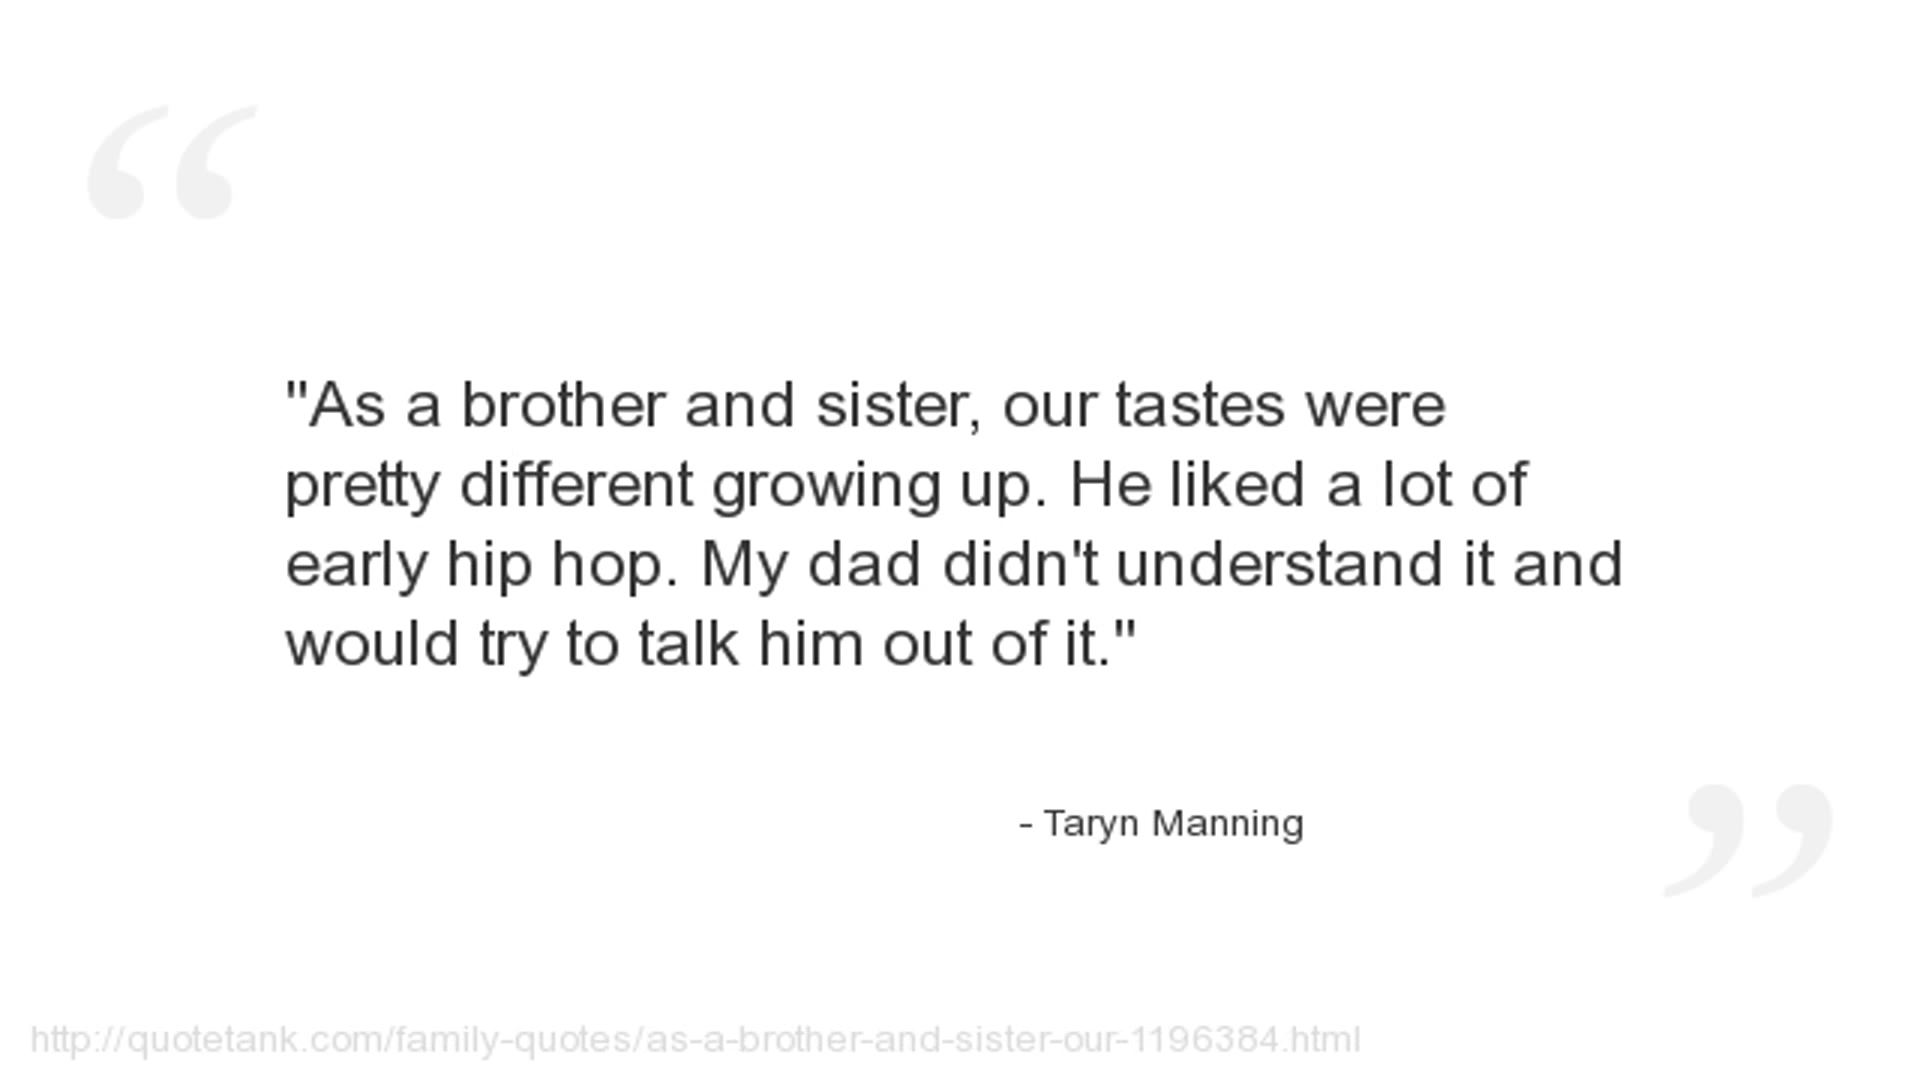 "As a brother and sister, our tastes were
pretty different growing up. He liked a lot of
early hip hop. My dad didn't understand it and
would try to talk him out of it."
- Taryn Manning
http://quotetank.com/family-quotes/as-a-brother-and-sister-our-1196384.html